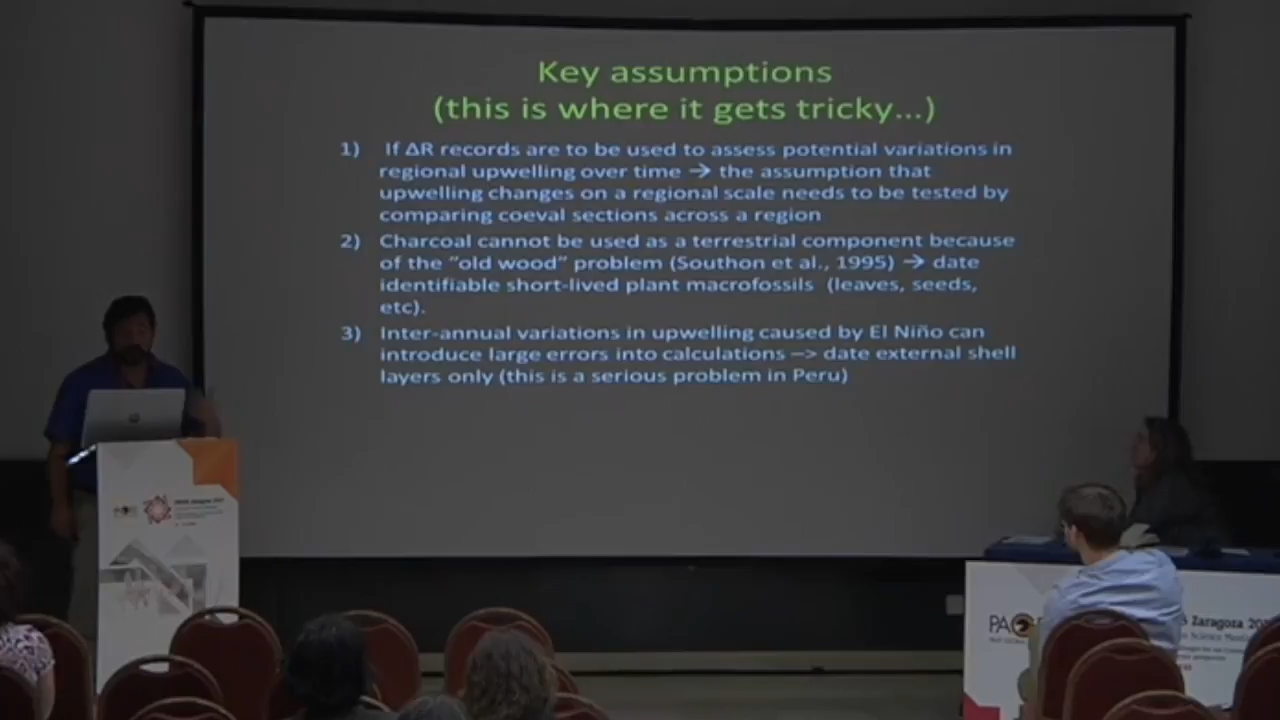 Key assumptions
(this is where it gets tricky...)
1) If ΔR records are to be used to assess potential variations in
regional upwelling over time → the assumption that
upwelling changes on a regional scale needs to be tested by
comparing coeval sections across a region
2) Charcoal cannot be used as a terrestrial component because
of the “old wood” problem (Southon et al., 1995) → date
identifiable short-lived plant macrofossils (leaves, seeds,
etc).
3) Inter-annual variations in upwelling caused by El Niño can
introduce large errors into calculations —> date external shell
layers only (this is a serious problem in Peru)
Zaragoza